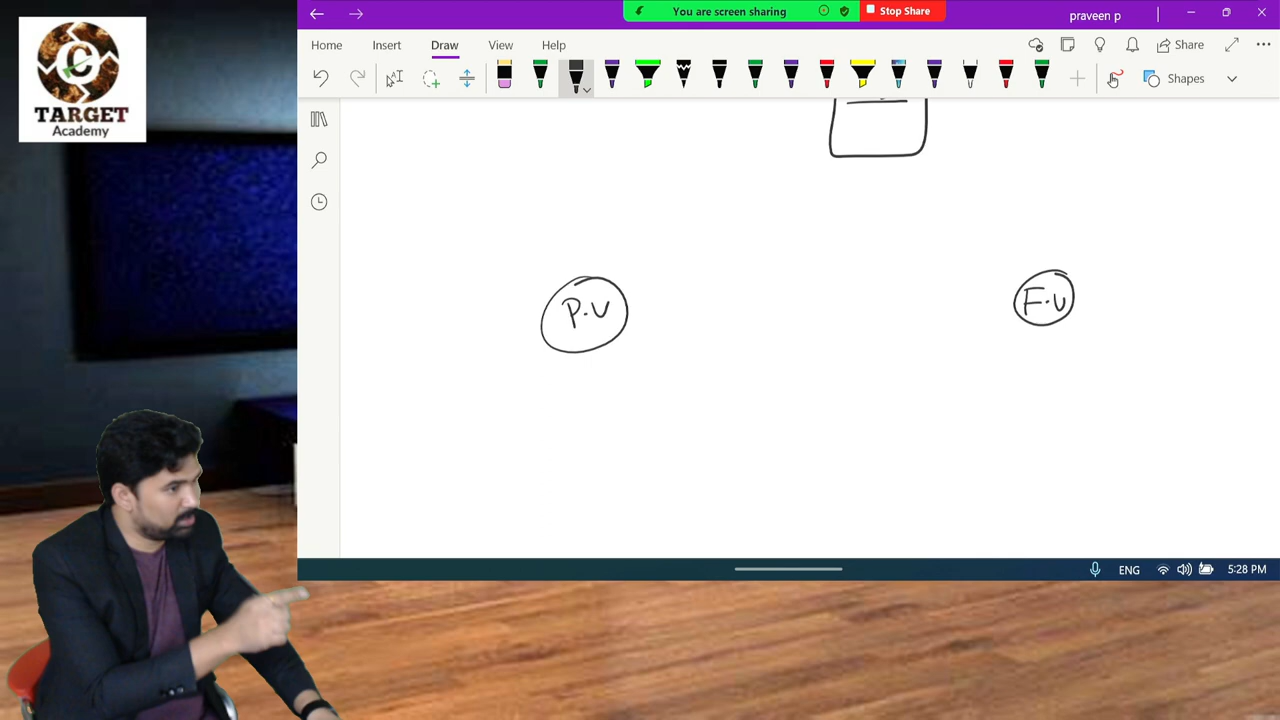 You are screen sharing
Stop Share
praveen p
Home
Insert
Draw
View
Help
Share
Shapes
C
TARGET
Academy
P.V
F.V
ENG
5:28 PM